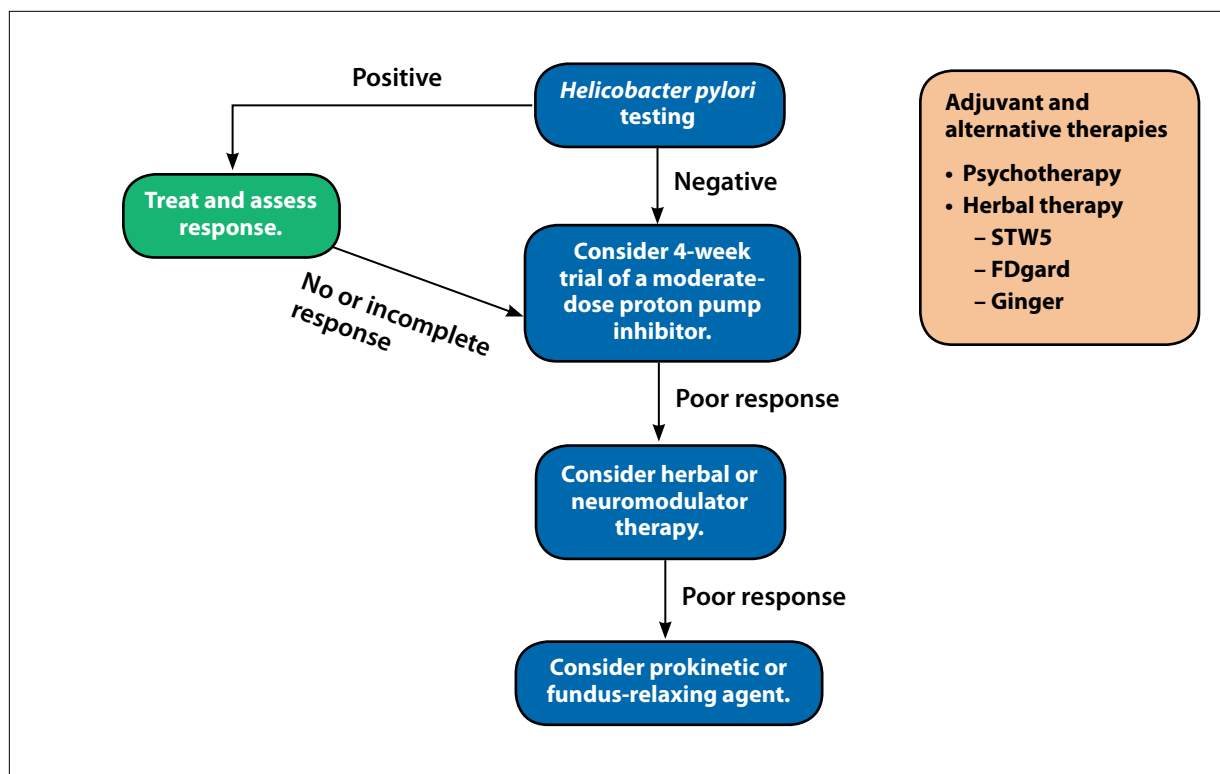 Positive
Helicobacter pylori
testing
Negative
Treat and assess
response.
No or incomplete
response
Consider 4-week
trial of a moderate-
dose proton pump
inhibitor.
Poor response
Consider herbal or
neuromodulator
therapy.
Poor response
Consider prokinetic or
fundus-relaxing agent.
Adjuvant and
alternative therapies
• Psychotherapy
• Herbal therapy
– STW5
– FDgard
– Ginger